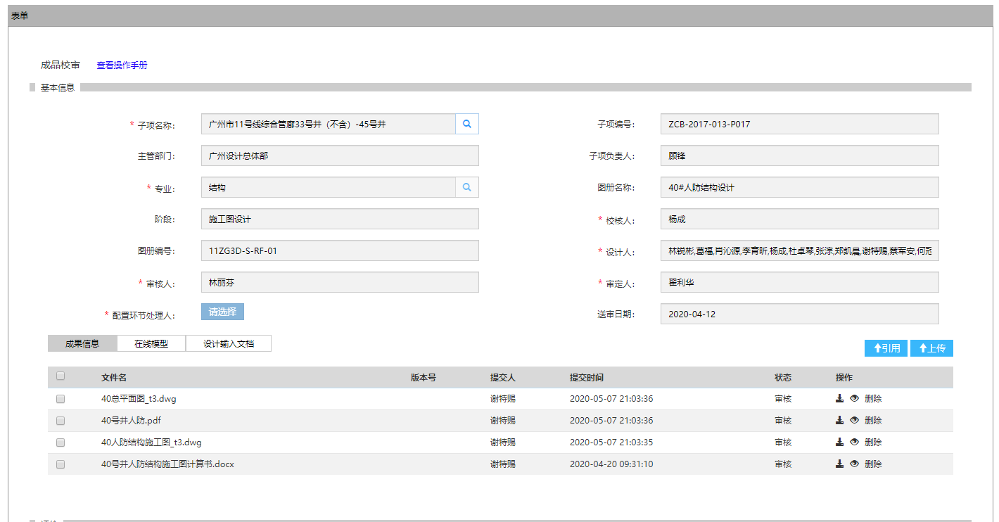 表单
成品校审 查看操作手册
基本信息
* 子项名称: 广州市11号线综合管廊33号井（不含）-45号井 子项编号: ZCB-2017-013-P017
主管部门: 广州设计总体部 子项负责人: 顾锋
* 专业: 结构 图册名称: 40#人防结构设计
阶段: 施工图设计 * 校核人: 杨成
图册编号: 11ZG3D-S-RF-01 * 设计人: 林锐彬,葛福,肖沁源,李育昕,杨成,杜卓琴,张淙,郑凯晨,谢特赐,蔡军安,何冠
* 审核人: 林丽芬 * 审定人: 翟利华
* 配置环节处理人: 请选择 送审日期: 2020-04-12
成果信息 在线模型 设计输入文档 引用 上传
文件名 版本号 提交人 提交时间 状态 操作
40总平面图_t3.dwg 谢特赐 2020-05-07 21:03:36 审核 删除
40号井人防.pdf 谢特赐 2020-05-07 21:03:36 审核 删除
40人防结构施工图_t3.dwg 谢特赐 2020-05-07 21:03:35 审核 删除
40号井人防结构施工图计算书.docx 谢特赐 2020-04-20 09:31:10 审核 删除